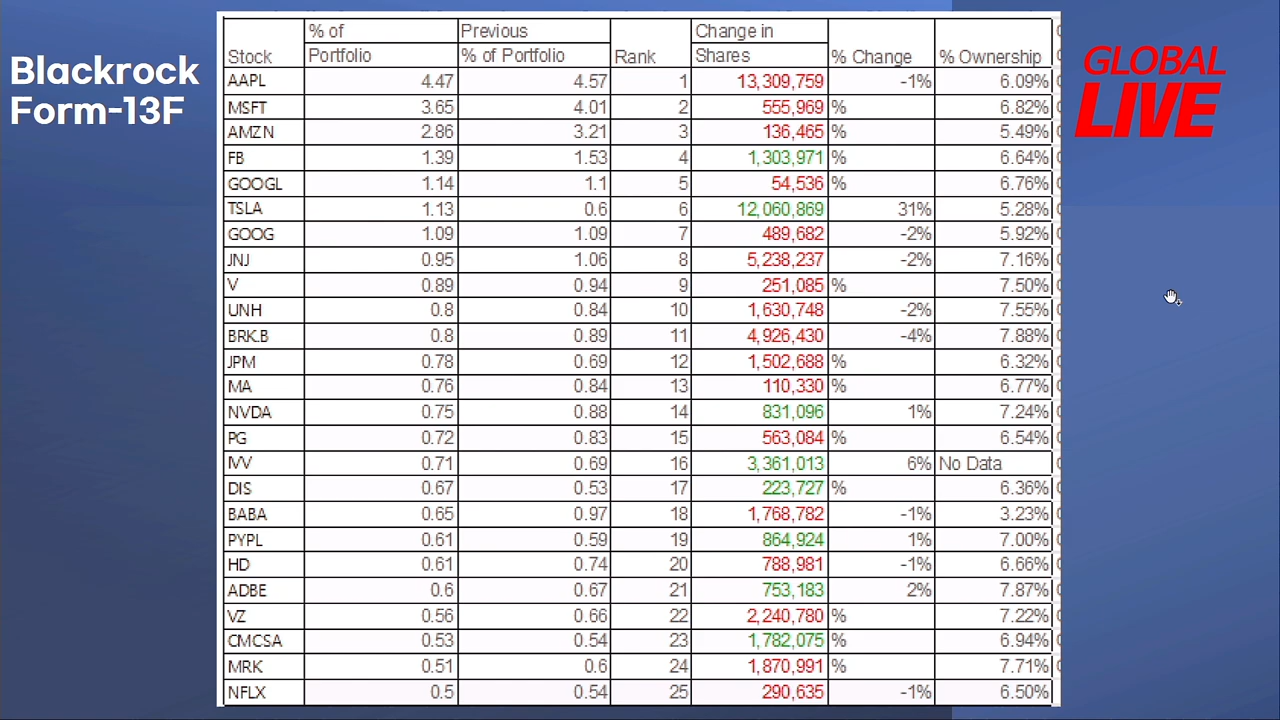 Blackrock
Form-13F
GLOBAL
LIVE
% of Previous Change in
Stock Portfolio % of Portfolio Rank Shares % Change % Ownership
AAPL 4.47 4.57 1 13,309,759 -1% 6.09%
MSFT 3.65 4.01 2 555,969 % 6.82%
AMZN 2.86 3.21 3 136,465 % 5.49%
FB 1.39 1.53 4 1,303,971 % 6.64%
GOOGL 1.14 1.1 5 54,536 % 6.76%
TSLA 1.13 0.6 6 12,060,869 31% 5.28%
GOOG 1.09 1.09 7 489,682 -2% 5.92%
JNJ 0.95 1.06 8 5,238,237 -2% 7.16%
V 0.89 0.94 9 251,085 % 7.50%
UNH 0.8 0.84 10 1,630,748 -2% 7.55%
BRK.B 0.8 0.89 11 4,926,430 -4% 7.88%
JPM 0.78 0.69 12 1,502,688 % 6.32%
MA 0.76 0.84 13 110,330 % 6.77%
NVDA 0.75 0.88 14 831,096 1% 7.24%
PG 0.72 0.83 15 563,084 % 6.54%
IVV 0.71 0.69 16 3,361,013 6% No Data
DIS 0.67 0.53 17 223,727 % 6.36%
BABA 0.65 0.97 18 1,768,782 -1% 3.23%
PYPL 0.61 0.59 19 864,924 1% 7.00%
HD 0.61 0.74 20 788,981 -1% 6.66%
ADBE 0.6 0.67 21 753,183 2% 7.87%
VZ 0.56 0.66 22 2,240,780 % 7.22%
CMCSA 0.53 0.54 23 1,782,075 % 6.94%
MRK 0.51 0.6 24 1,870,991 % 7.71%
NFLX 0.5 0.54 25 290,635 -1% 6.50%